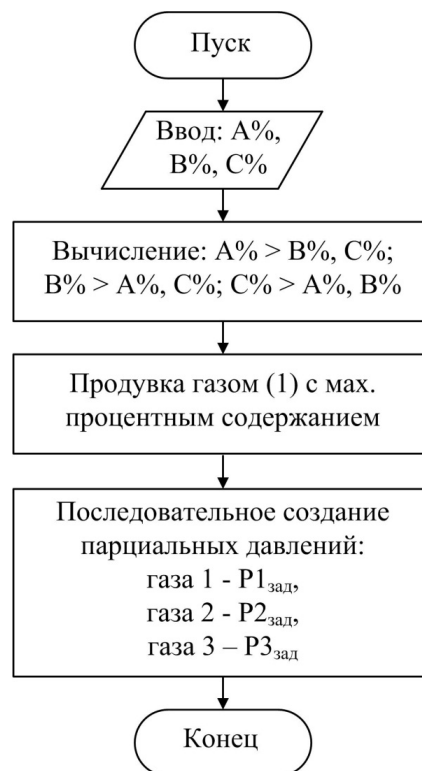 Пуск
Ввод: А%,
В%, С%
Вычисление: А% > В%, С%;
В% > А%, С%; С% > А%, В%
Продувка газом (1) с мах.
процентным содержанием
Последовательное создание
парциальных давлений:
газа 1 - Р1зад,
газа 2 - Р2зад,
газа 3 – Р3зад
Конец